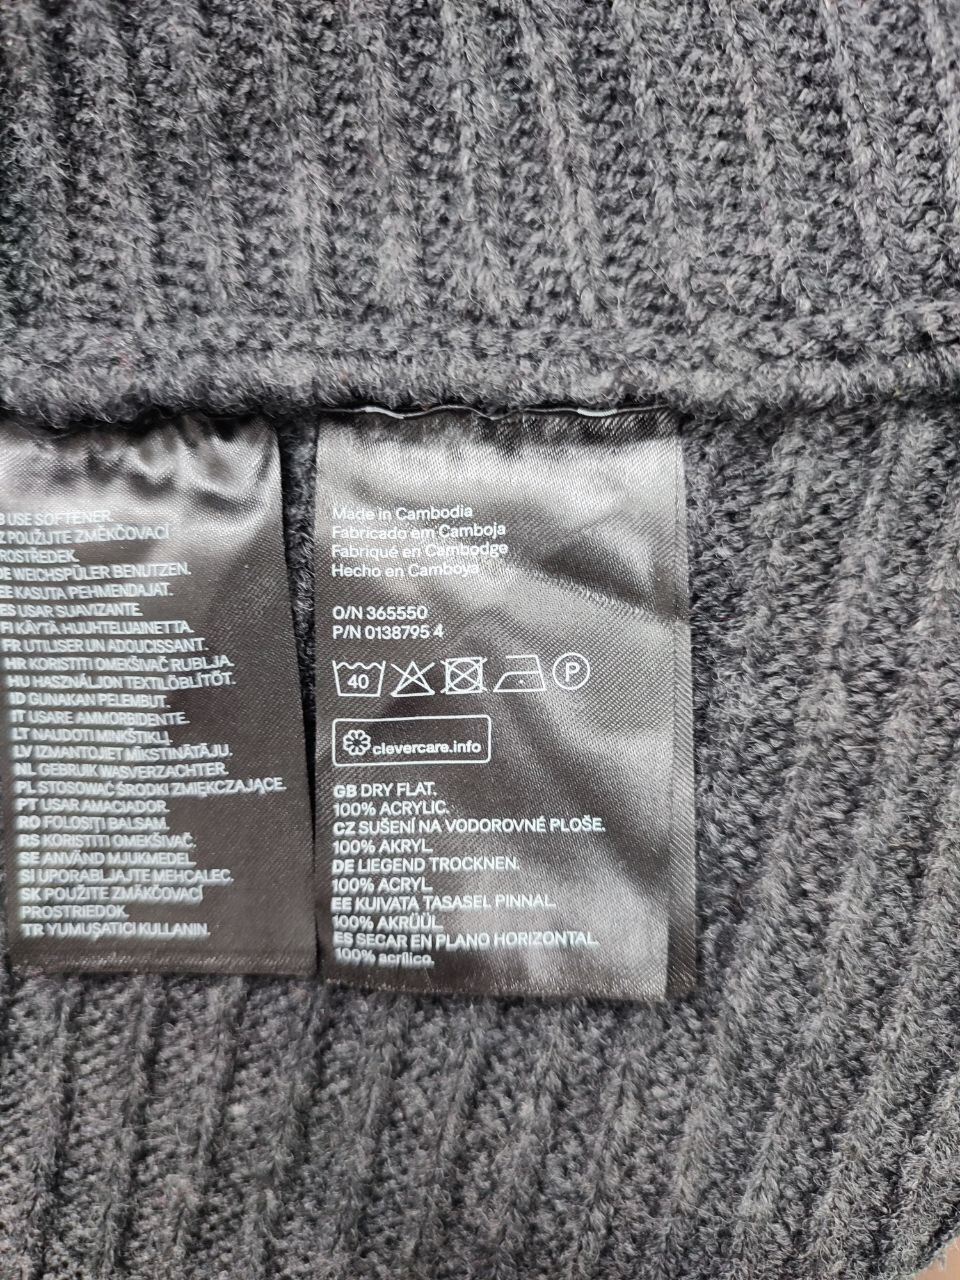 USE SOFTENER
POUŽIJTE ZMĚKČOVACÍ
PROSTŘEDEK
DE WEICHSPÜLER BENUTZEN.
EE KASUTA PEHMENDAJAT.
ES USAR SUAVIZANTE.
FI KÄYTÄ HUUHTELUAINETTA
FR UTILISER UN ADOUCISSANT.
HR KORISTITI OMEKŠIVAČ RUBLJA.
HU HASZNÁLJON TEXTILÖBLÍTŐT.
ID GUNAKAN PELEMBUT.
IT USARE AMMORBIDENTE.
LT NAUDOTI MINKŠTIKLĮ
LV IZMANTOJIET MĪKSTINĀTĀJU.
NL GEBRUIK WASVERZACHTER.
PL STOSOWAĆ ŚRODKI ZMIĘKCZAJĄCE.
PT USAR AMACIADOR.
RO FOLOSIȚI BALSAM.
RS KORISTITI OMEKŠIVAČ.
SE ANVÄND MJUKMEDEL
SI UPORABLJAJTE MEHČALEC.
SK POUŽITE ZMÄKČOVACÍ
PROSTRIEDOK
TR YUMUŞATICI KULLANIN.
Made in Cambodia
Fabricado em Camboja
Fabriqué en Cambodge
Hecho en Camboya
O/N 365550
P/N 0138795 4
40 P
clevercare.info
GB DRY FLAT.
100% ACRYLIC.
CZ SUŠENÍ NA VODOROVNÉ PLOŠE.
100% AKRYL.
DE LIEGEND TROCKNEN.
100% ACRYL
EE KUIVATA TASASEL PINNAL.
100% AKRÜÜL
ES SECAR EN PLANO HORIZONTAL.
100% acrílico.